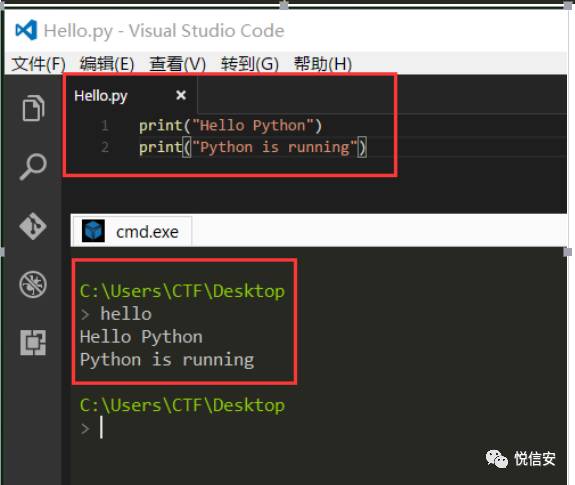 Hello.py - Visual Studio Code
文件(F) 编辑(E) 查看(V) 转到(G) 帮助(H)
Hello.py ×
1 print("Hello Python")
2 print("Python is running")
cmd.exe
C:\Users\CTF\Desktop
> hello
Hello Python
Python is running
C:\Users\CTF\Desktop
>
悦信安